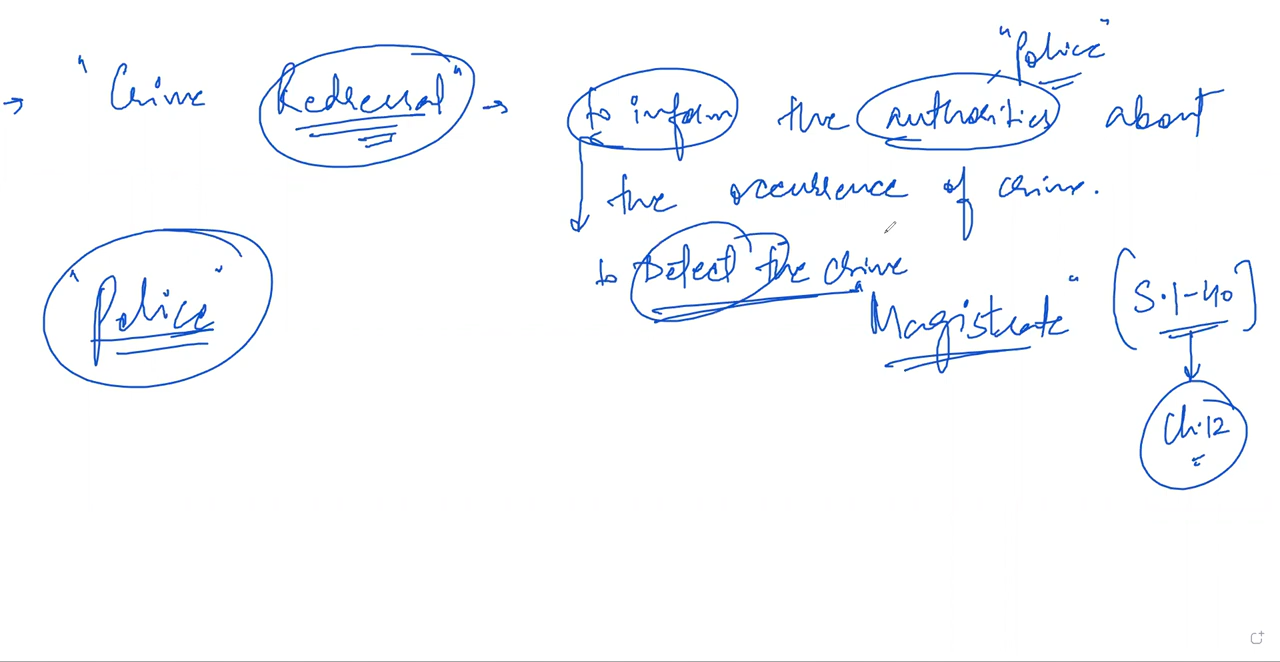 "Police"
→ "Crime Redressal" → to inform the authorities about
the occurrence of crime.
to Detect the crime
"Police"
"Magistrate" [S.1-40]
Ch.12